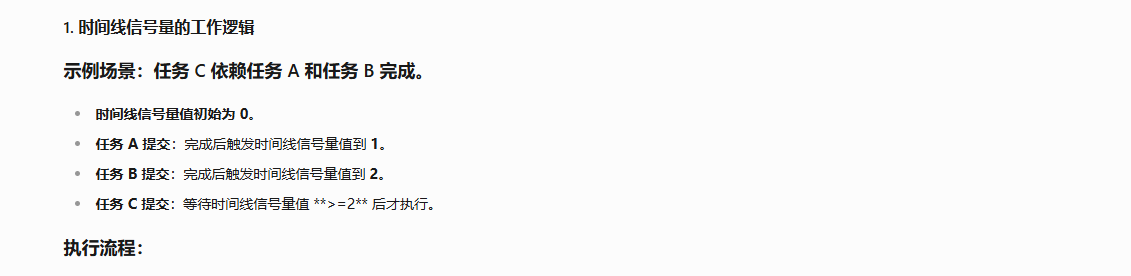 1. 时间线信号量的工作逻辑
示例场景：任务 C 依赖任务 A 和任务 B 完成。
时间线信号量值初始为 0。
任务 A 提交：完成后触发时间线信号量值到 1。
任务 B 提交：完成后触发时间线信号量值到 2。
任务 C 提交：等待时间线信号量值 **>=2** 后才执行。
执行流程：